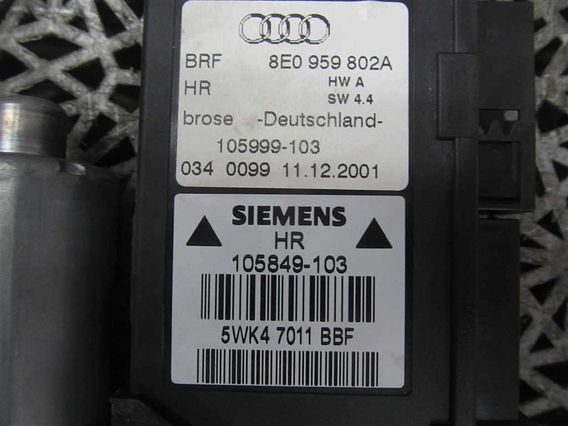 BRF 8E0 959 802A
HR HW A
SW 4.4
brose -Deutschland-
105999-103
034 0099 11.12.2001
SIEMENS
HR
105849-103
5WK4 7011 BBF